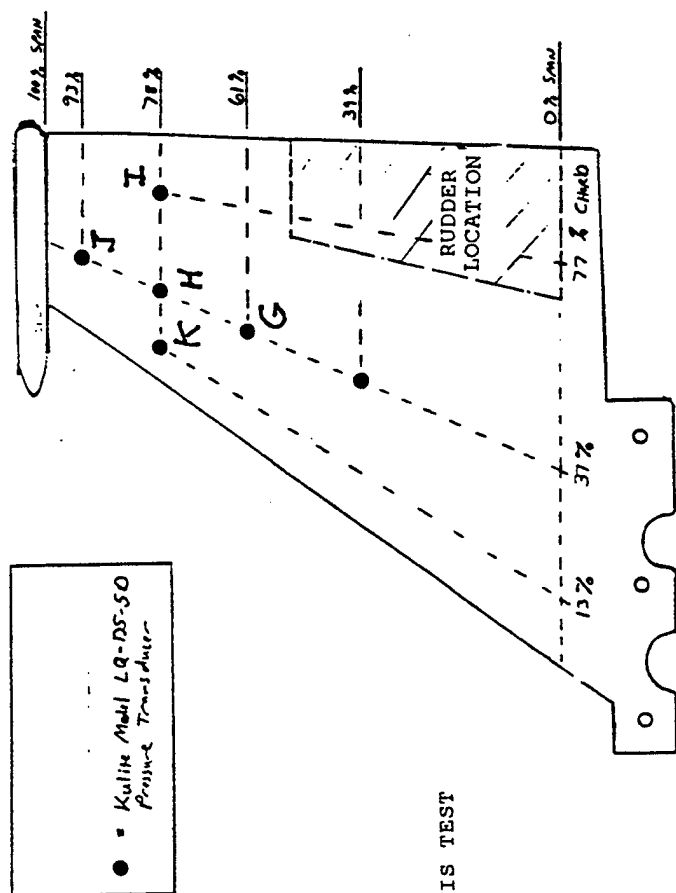 ● = Kulite Model LQ-125-50
Pressure Transducer
IS TEST
100% SPAN
93%
78%
61%
39%
0% SPAN
J
I
H
K
G
RUDDER
LOCATION
13%
37%
77 % CHORD